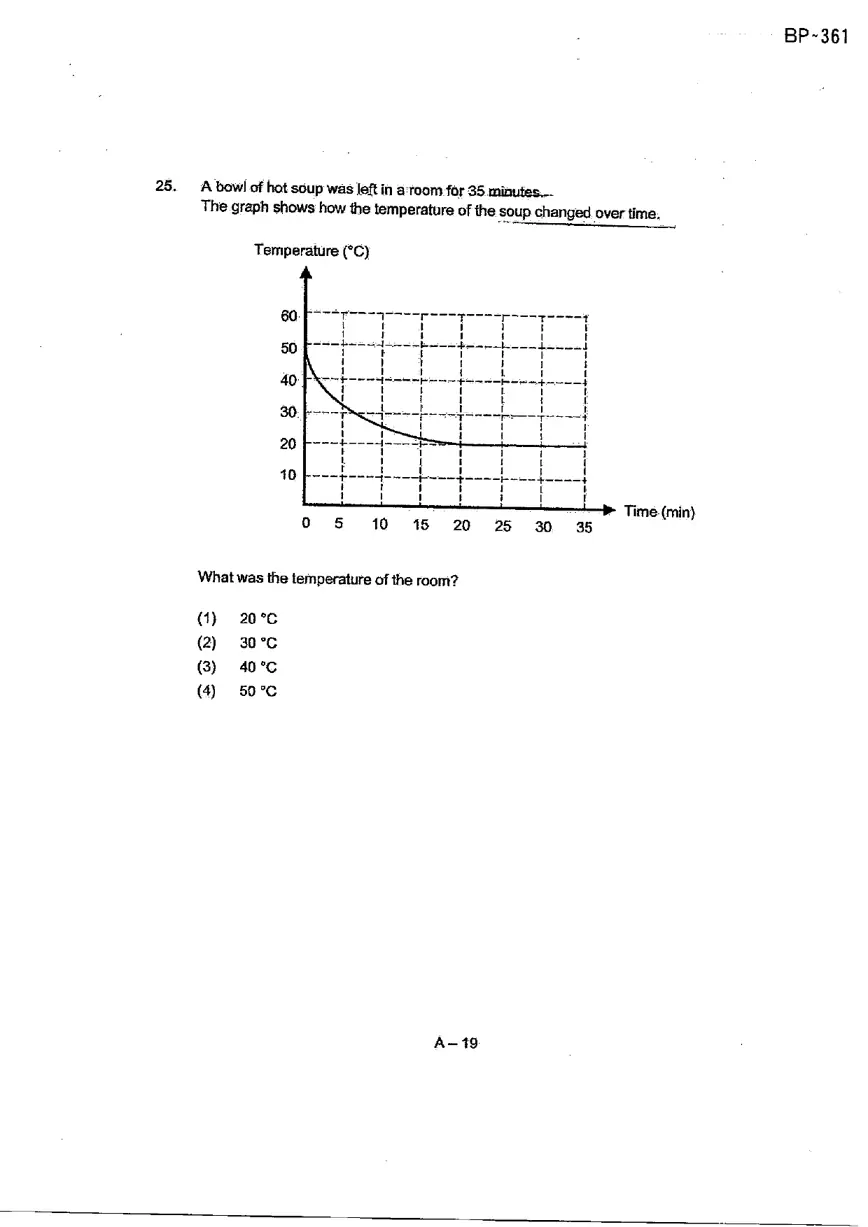 BP~361
25. A bowl of hot soup was left in a room for 35 minutes.
The graph shows how the temperature of the soup changed over time.
Temperature (°C)
60
50
40
30
20
10
Time (min)
0 5 10 15 20 25 30 35
What was the temperature of the room?
(1) 20 °C
(2) 30 °C
(3) 40 °C
(4) 50 °C
A – 19